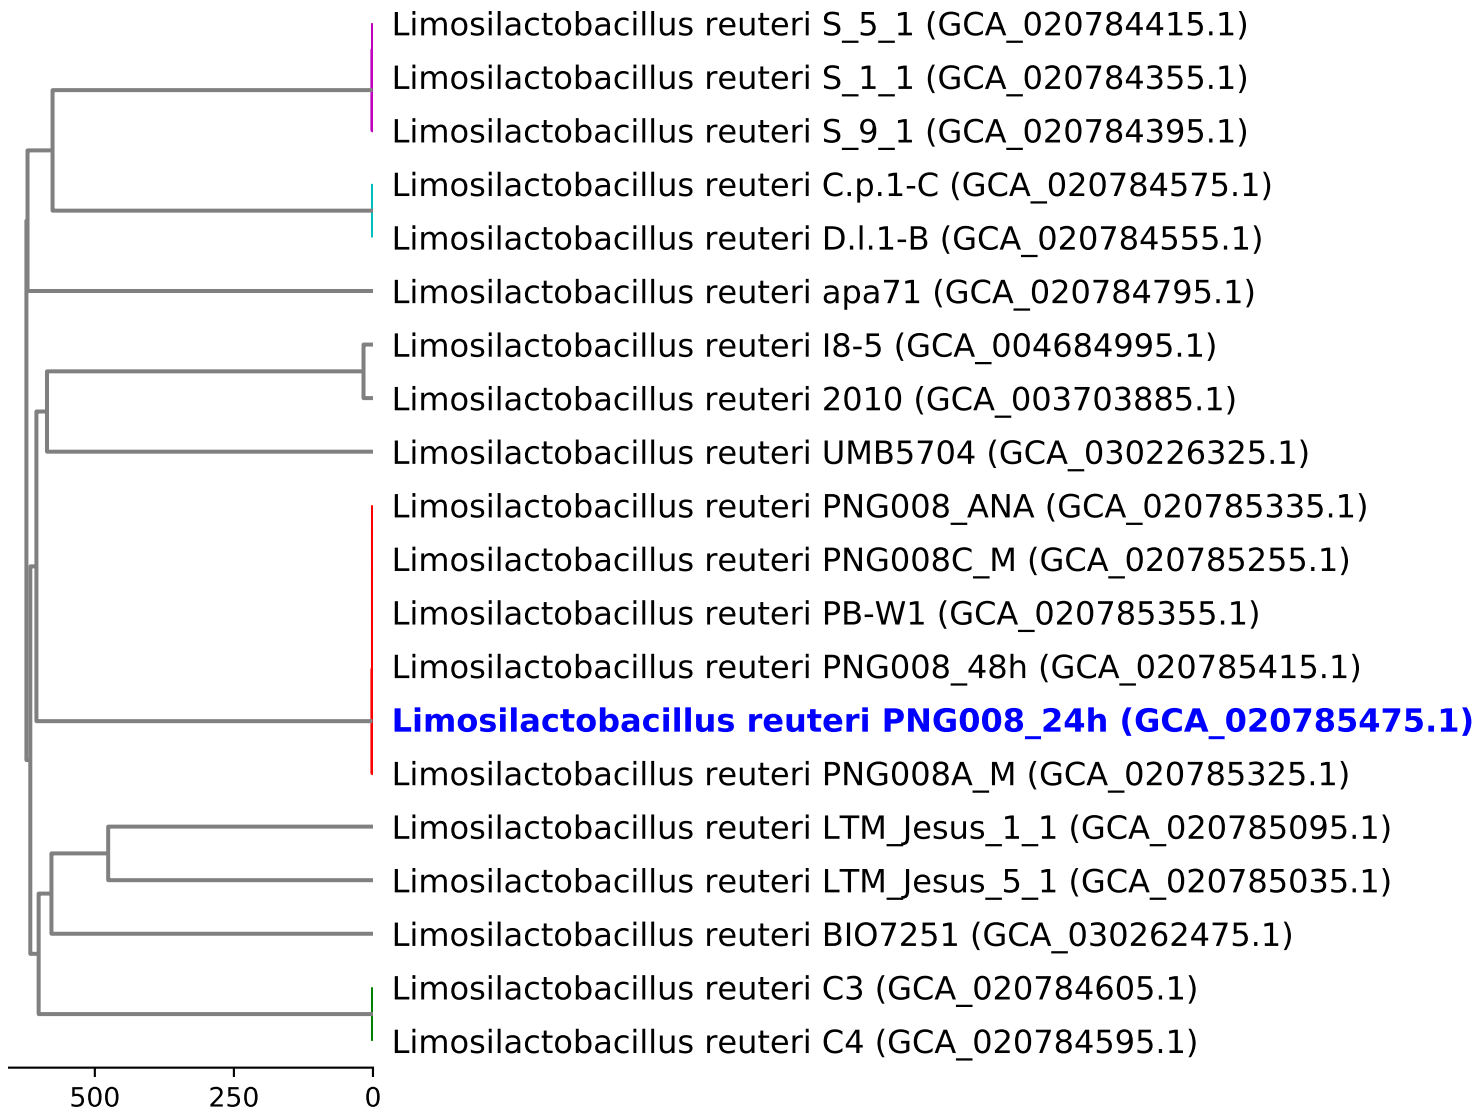 Limosilactobacillus reuteri S_5_1 (GCA_020784415.1)
Limosilactobacillus reuteri S_1_1 (GCA_020784355.1)
Limosilactobacillus reuteri S_9_1 (GCA_020784395.1)
Limosilactobacillus reuteri C.p.1-C (GCA_020784575.1)
Limosilactobacillus reuteri D.l.1-B (GCA_020784555.1)
Limosilactobacillus reuteri apa71 (GCA_020784795.1)
Limosilactobacillus reuteri I8-5 (GCA_004684995.1)
Limosilactobacillus reuteri 2010 (GCA_003703885.1)
Limosilactobacillus reuteri UMB5704 (GCA_030226325.1)
Limosilactobacillus reuteri PNG008_ANA (GCA_020785335.1)
Limosilactobacillus reuteri PNG008C_M (GCA_020785255.1)
Limosilactobacillus reuteri PB-W1 (GCA_020785355.1)
Limosilactobacillus reuteri PNG008_48h (GCA_020785415.1)
Limosilactobacillus reuteri PNG008_24h (GCA_020785475.1)
Limosilactobacillus reuteri PNG008A_M (GCA_020785325.1)
Limosilactobacillus reuteri LTM_Jesus_1_1 (GCA_020785095.1)
Limosilactobacillus reuteri LTM_Jesus_5_1 (GCA_020785035.1)
Limosilactobacillus reuteri BIO7251 (GCA_030262475.1)
Limosilactobacillus reuteri C3 (GCA_020784605.1)
Limosilactobacillus reuteri C4 (GCA_020784595.1)
500 250 0